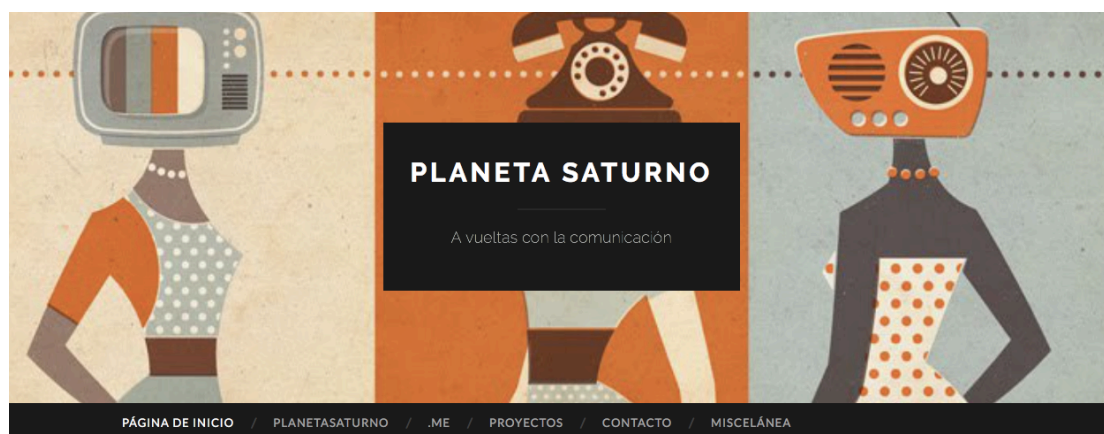 PLANETA SATURNO
A vueltas con la comunicación
PÁGINA DE INICIO / PLANETASATURNO / .ME / PROYECTOS / CONTACTO / MISCELÁNEA